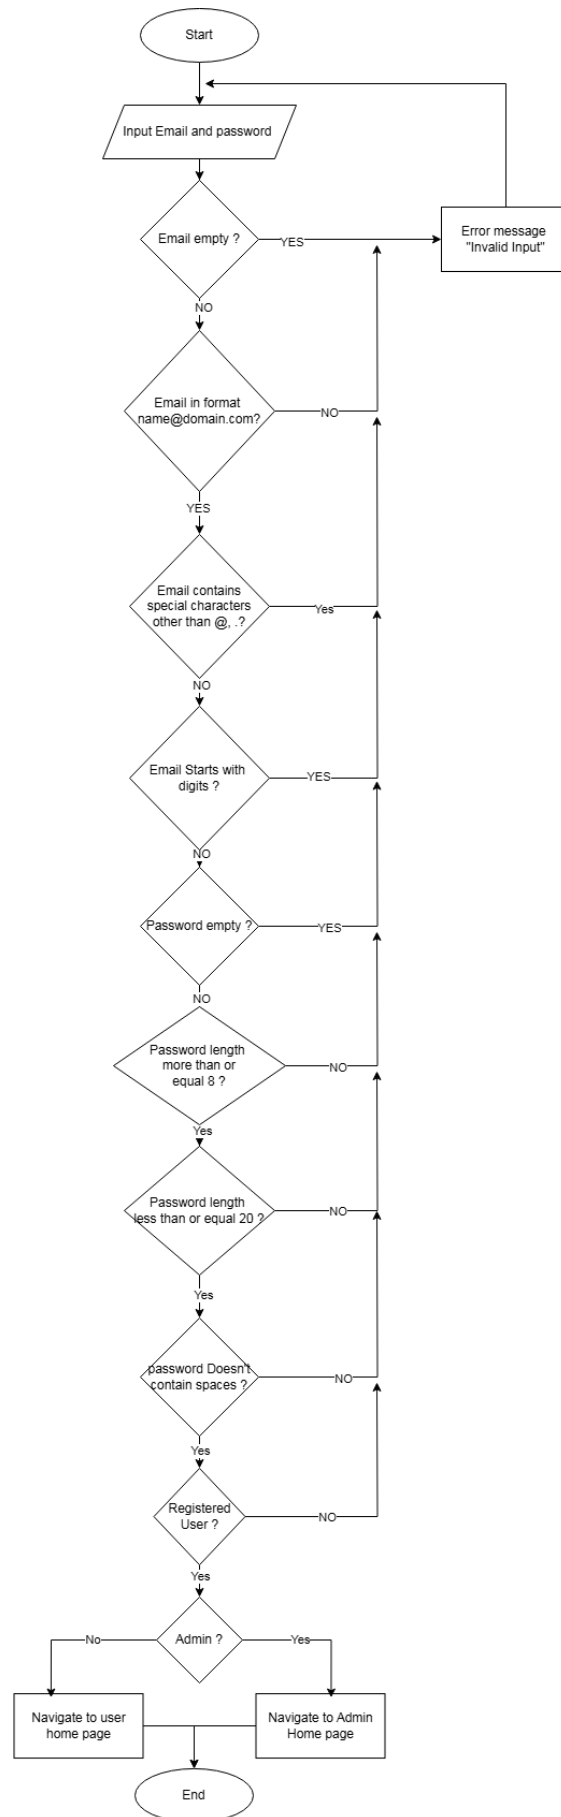 Start
Input Email and password
Email empty ?
YES
Error message
"Invalid Input"
NO
Email in format
name@domain.com?
NO
YES
Email contains
special characters
other than @, .?
Yes
NO
Email Starts with
digits ?
YES
NO
Password empty ?
YES
NO
Password length
more than or
equal 8 ?
NO
Yes
Password length
less than or equal 20 ?
NO
Yes
password Doesn't
contain spaces ?
NO
Yes
Registered
User ?
NO
Yes
Admin ?
No
Yes
Navigate to user
home page
Navigate to Admin
Home page
End